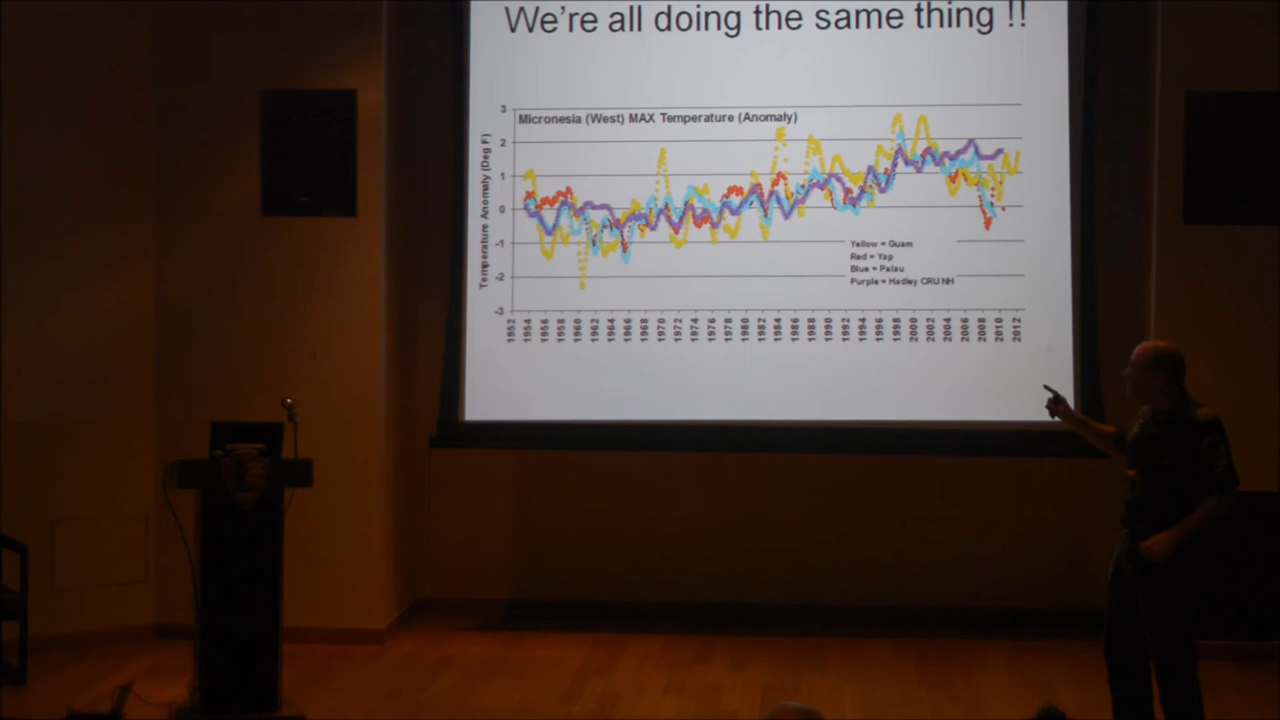 We're all doing the same thing !!
Micronesia (West) MAX Temperature (Anomaly)
Temperature Anomaly (Deg F)
3
2
1
0
-1
-2
-3
Yellow = Guam
Red = Yap
Blue = Palau
Purple = Hadley CRU NH
1952 1954 1956 1958 1960 1962 1964 1966 1968 1970 1972 1974 1976 1978 1980 1982 1984 1986 1988 1990 1992 1994 1996 1998 2000 2002 2004 2006 2008 2010 2012